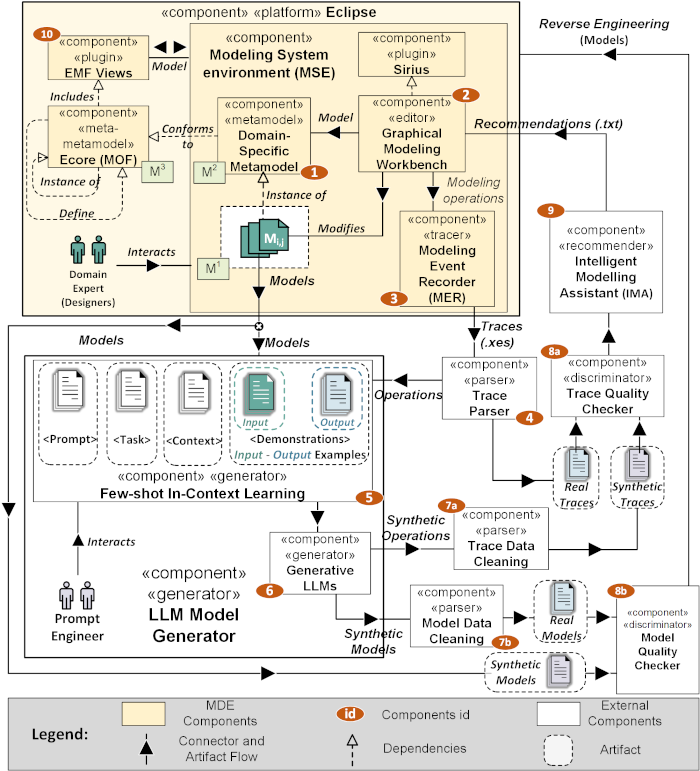 «component» «platform» Eclipse
10
«component»
«plugin»
EMF Views
Model
«component»
Modeling System
environment (MSE)
«component»
«plugin»
Sirius
Reverse Engineering
(Models)
Includes
«component»
«meta-
metamodel»
Ecore (MOF)
M3
Instance of
Define
Conforms
to
«component»
«metamodel»
Domain-
Specific
Metamodel
M2
1
Model
2
«component»
«editor»
Graphical
Modeling
Workbench
Recommendations (.txt)
Modeling
operations
Instance of
Mi,j
M1
Modifies
Models
Interacts
Domain
Expert
(Designers)
«component»
«tracer»
Modeling
Event
Recorder
(MER)
3
9
«component»
«recommender»
Intelligent
Modelling
Assistant (IMA)
Models
Models
Traces
(.xes)
8a
«component»
«discriminator»
Trace Quality
Checker
«component»
«parser»
Trace
Parser
4
Operations
<Prompt>
<Task>
<Context>
Input
Output
<Demonstrations>
Input - Output Examples
«component» «generator»
Few-shot In-Context Learning
5
Real
Traces
Synthetic
Traces
Interacts
Prompt
Engineer
«component»
«generator»
LLM Model
Generator
«component»
«generator»
Generative
LLMs
6
Synthetic
Operations
7a
«component»
«parser»
Trace Data
Cleaning
Synthetic
Models
«component»
«parser»
Model Data
Cleaning
7b
Real
Models
Synthetic
Models
8b
«component»
«discriminator»
Model
Quality
Checker
Legend:
MDE
Components
id
Components id
External
Components
Connector and
Artifact Flow
Dependencies
Artifact